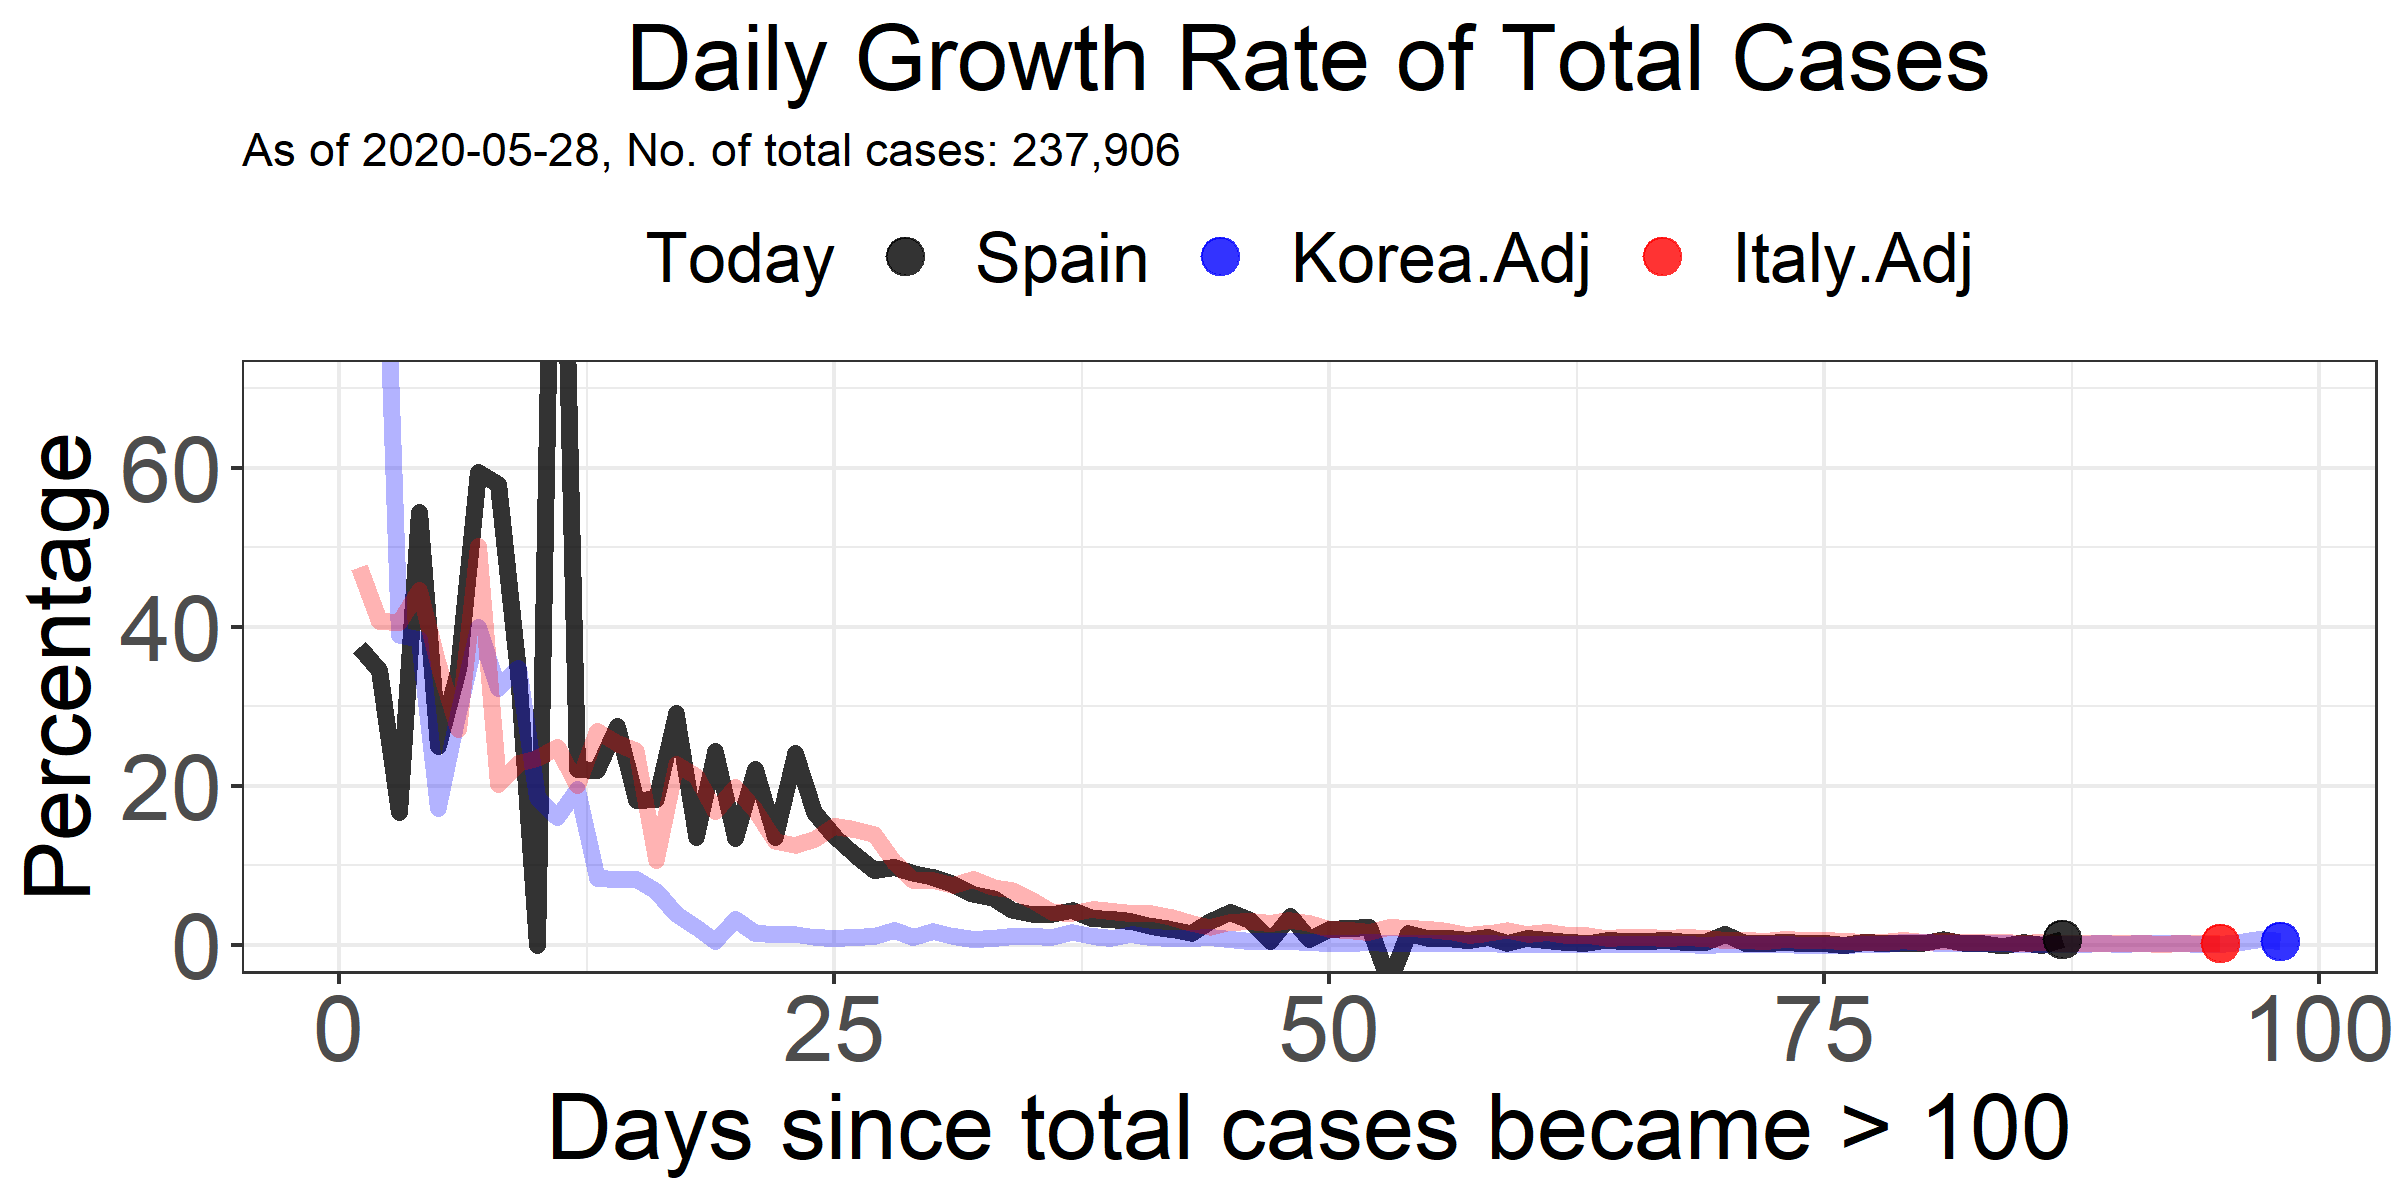 Daily Growth Rate of Total Cases
As of 2020-05-28, No. of total cases: 237,906
Today Spain Korea.Adj Italy.Adj
Percentage
60
40
20
0
0 25 50 75 100
Days since total cases became > 100